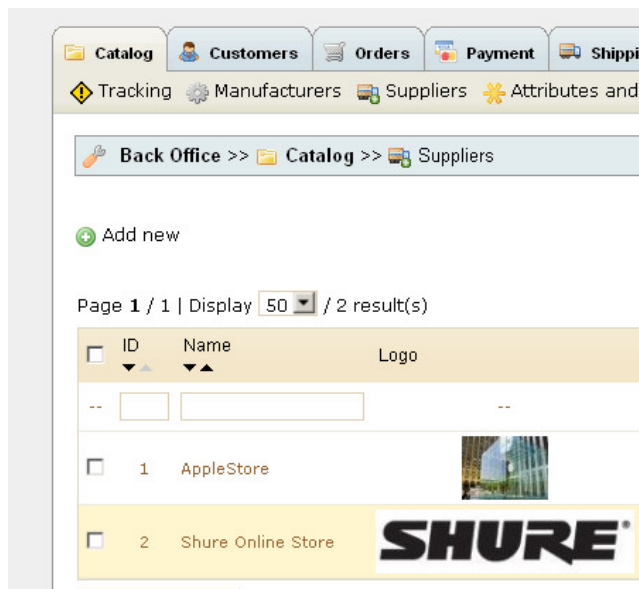 Catalog Customers Orders Payment
Tracking Manufacturers Suppliers Attributes and
Back Office >> Catalog >> Suppliers
Add new
Page 1 / 1 | Display 50 / 2 result(s)
ID Name Logo
-- --
1 AppleStore
2 Shure Online Store SHURE